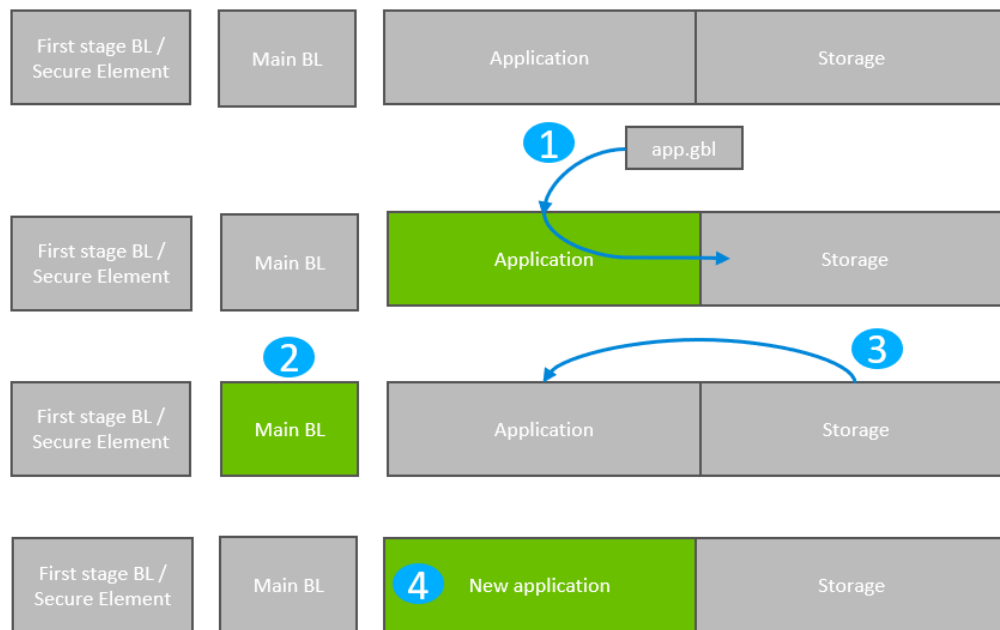 First stage BL /
Secure Element
Main BL
Application
Storage
1
app.gbl
First stage BL /
Secure Element
Main BL
Application
Storage
2
3
First stage BL /
Secure Element
Main BL
Application
Storage
First stage BL /
Secure Element
Main BL
4
New application
Storage